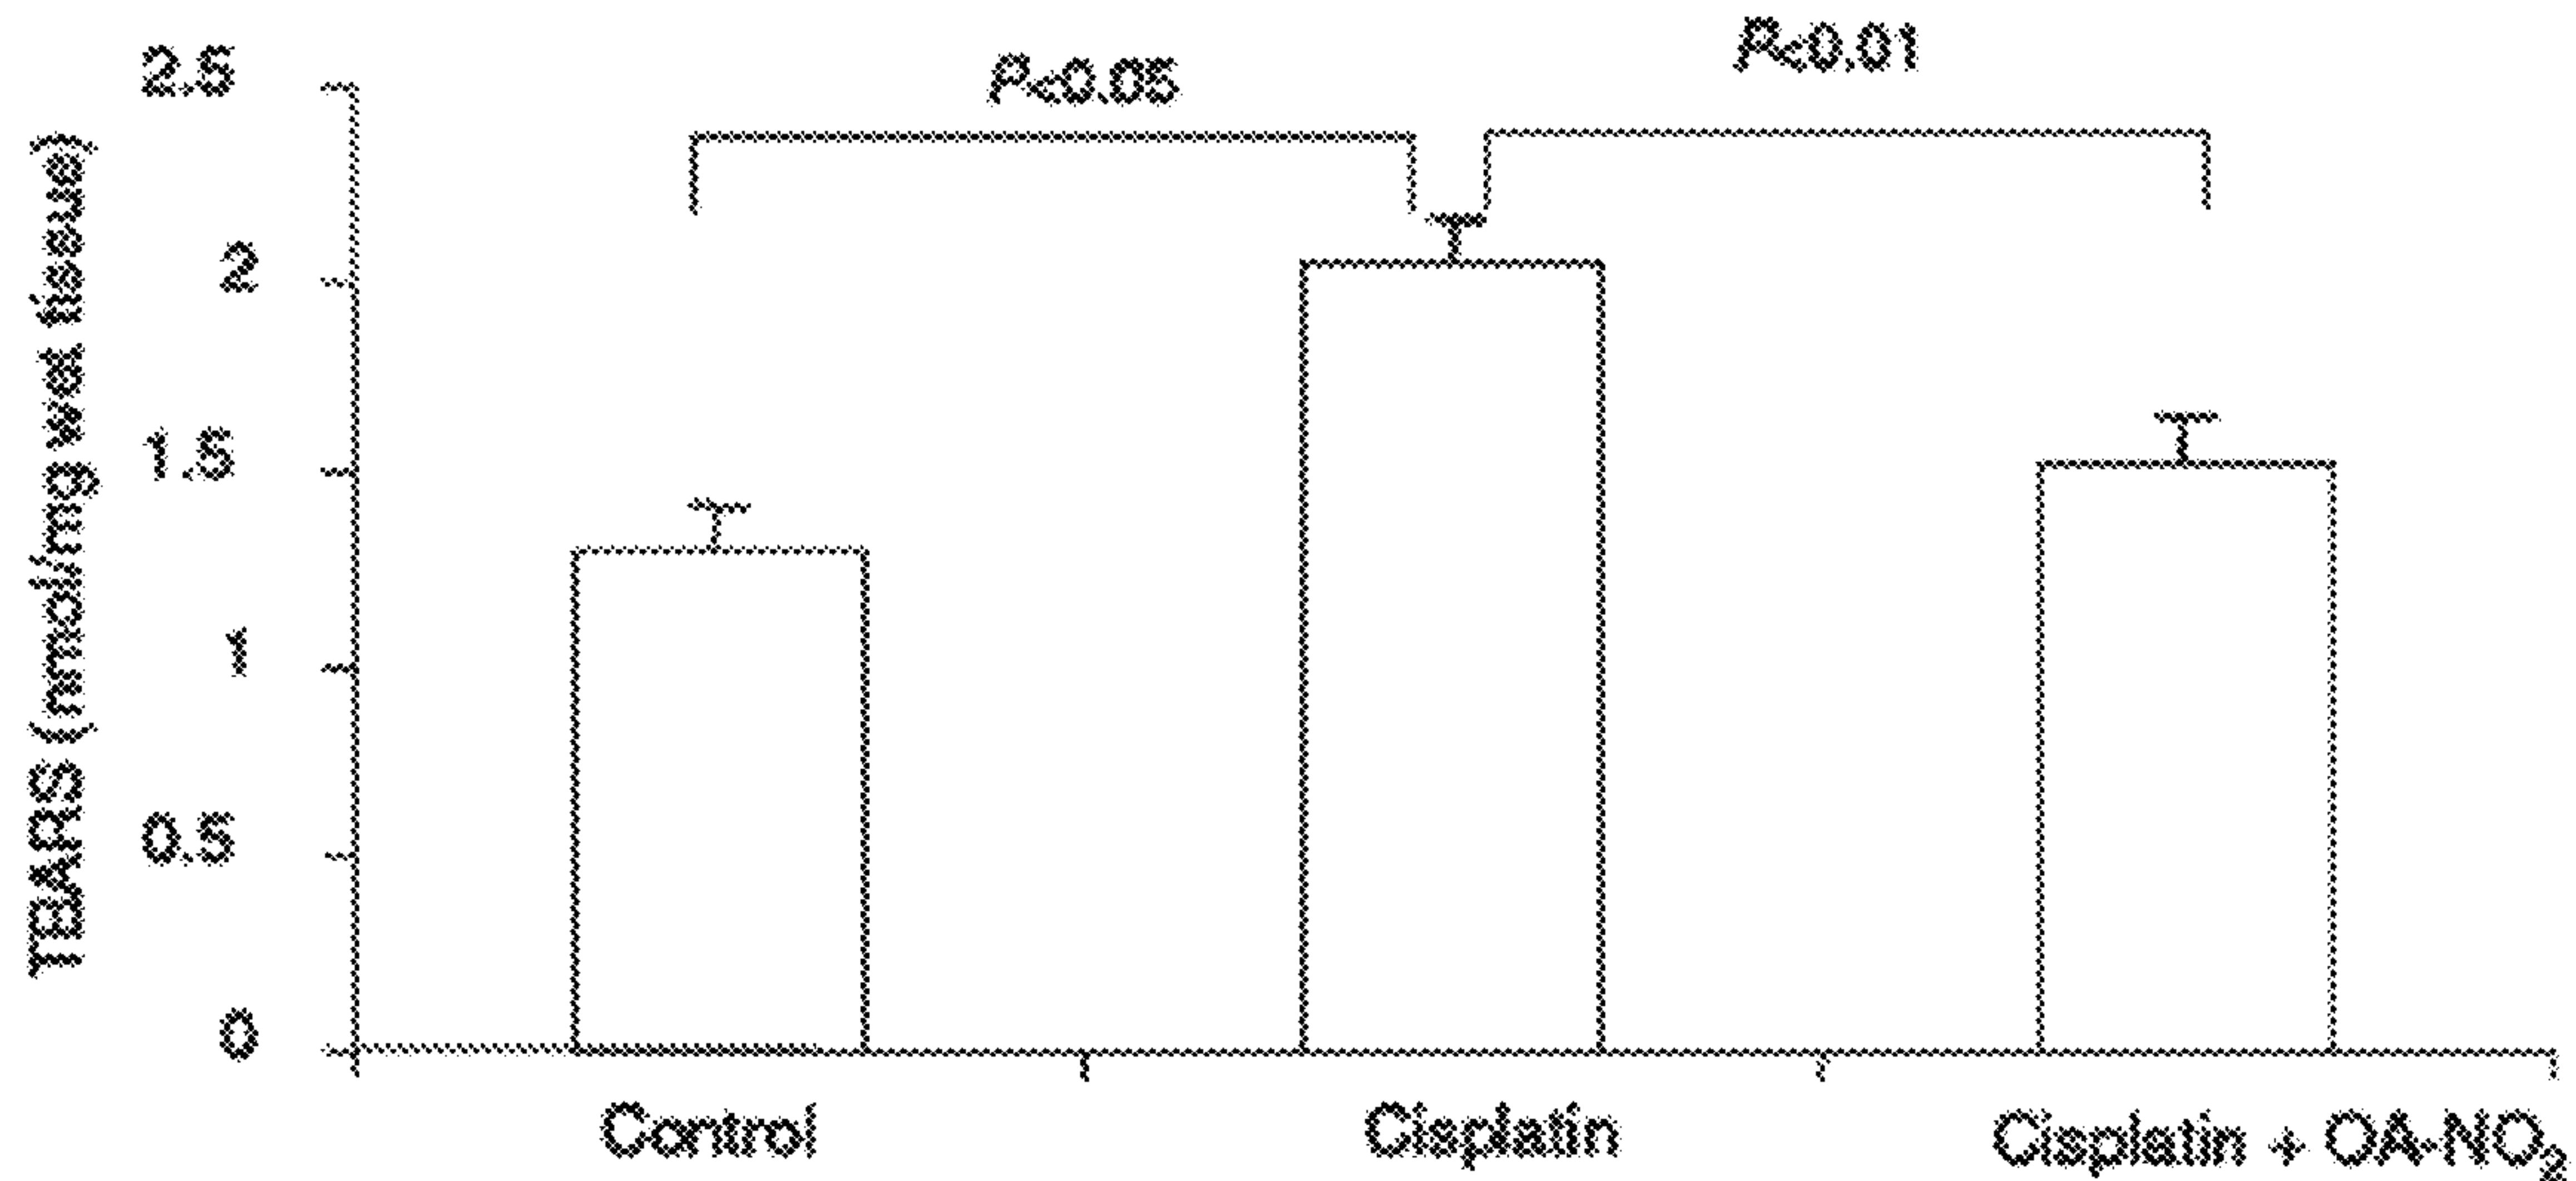 P<0.05
P<0.01
TBARS (nmol/mg wet tissue)
2.5
2
1.5
1
0.5
0
Control
Cisplatin
Cisplatin + OA-NO₂